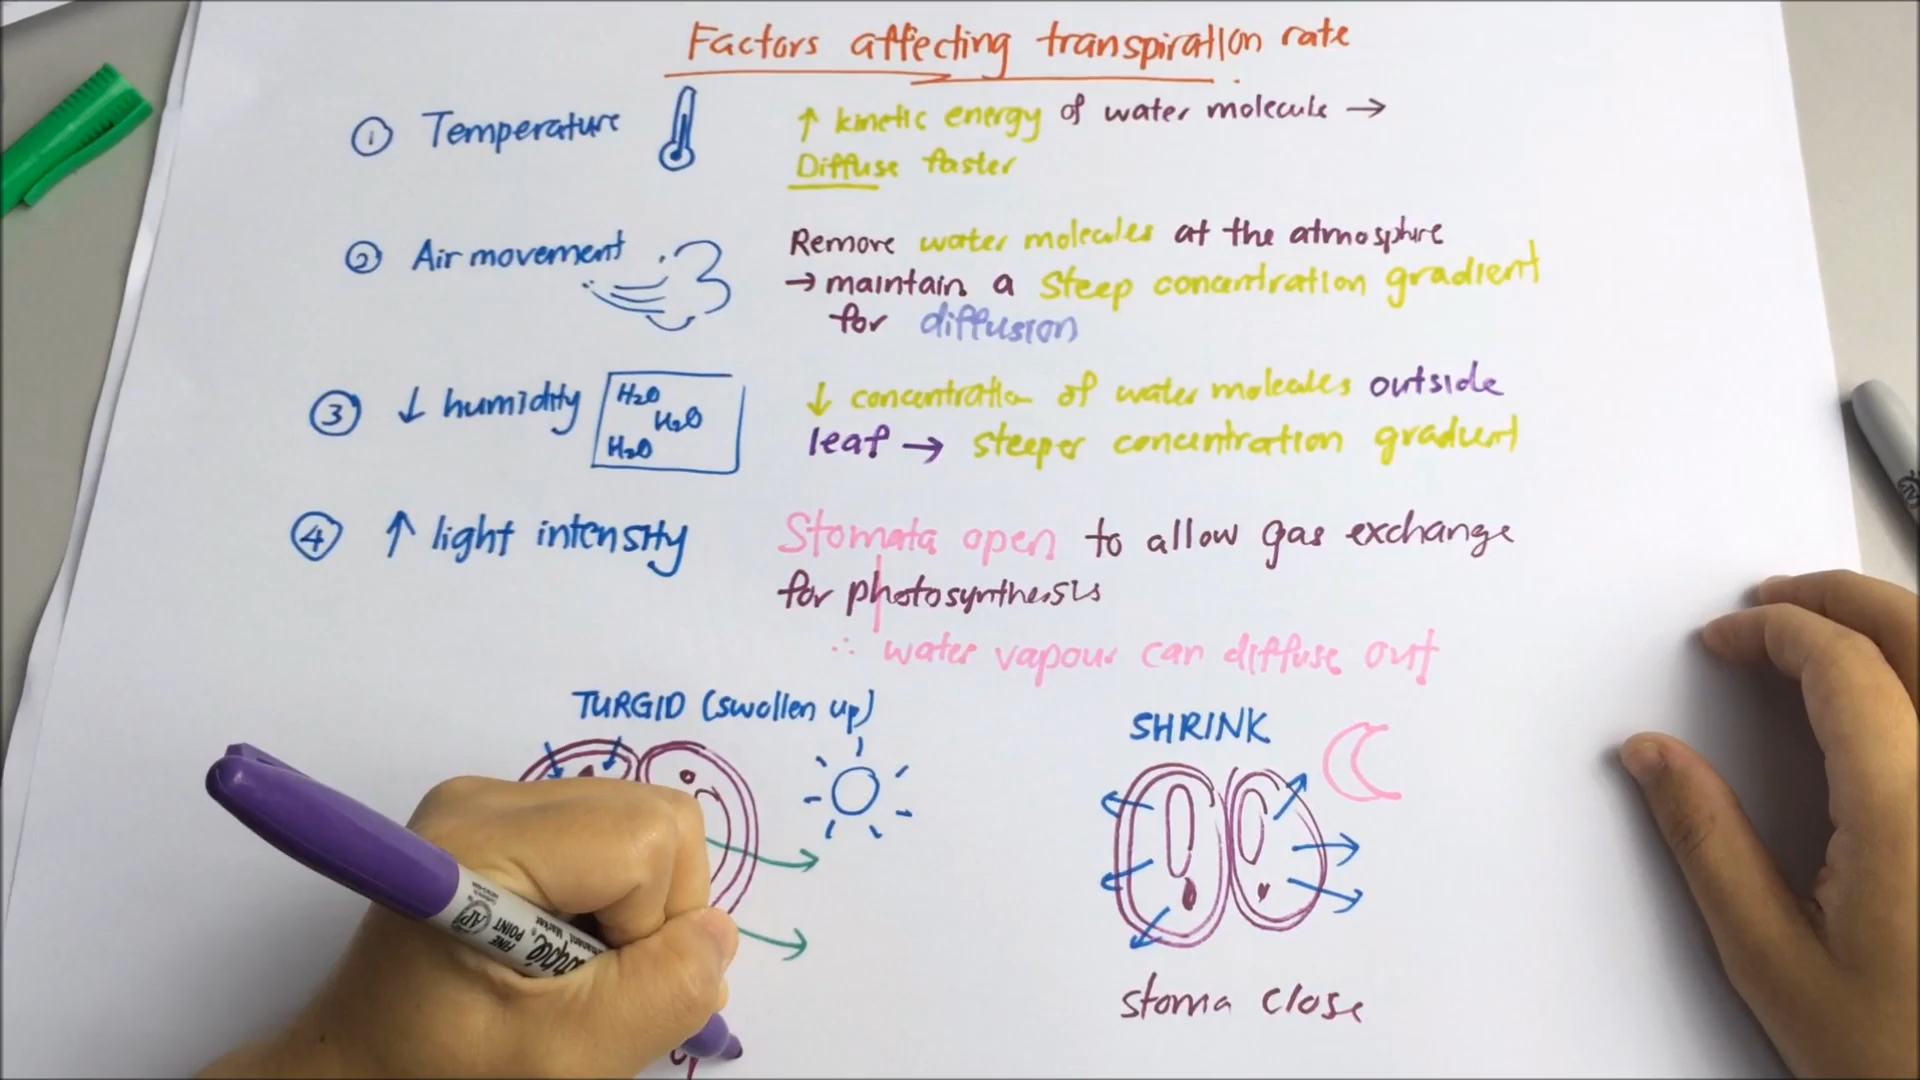 Factors affecting transpiration rate
① Temperature
↑ kinetic energy of water molecule →
Diffuse faster
② Air movement
Remove water molecules at the atmosphere
→ maintain a steep concentration gradient
for diffusion
③ ↓ humidity
H₂O
H₂O
H₂O
↓ concentration of water molecules outside
leaf → steeper concentration gradient
④ ↑ light intensity
Stomata open to allow gas exchange
for photosynthesis
∴ water vapour can diffuse out
TURGID (swollen up)
SHRINK
stoma close
AP
FINE
POINT